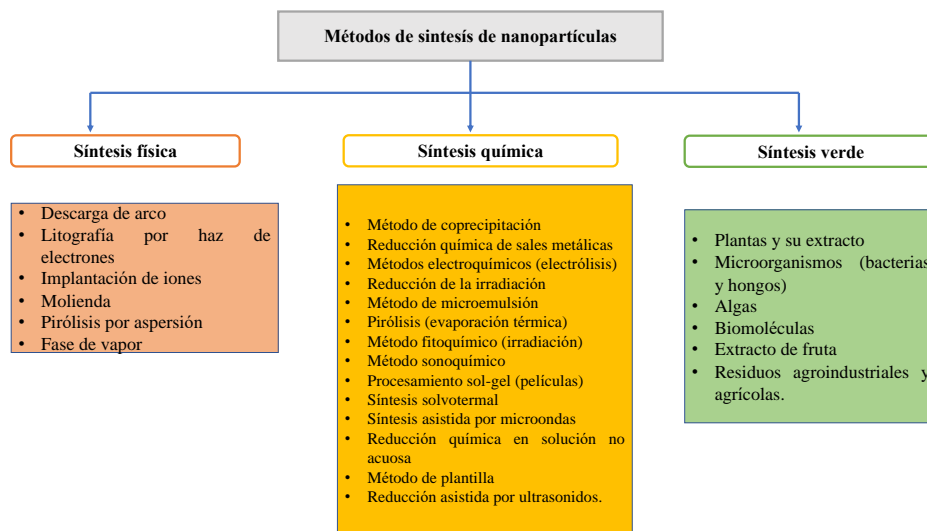 Métodos de sintesís de nanopartículas
Síntesis física
Síntesis química
Síntesis verde
• Descarga de arco
• Litografía por haz de
electrones
• Implantación de iones
• Molienda
• Pirólisis por aspersión
• Fase de vapor
• Método de coprecipitación
• Reducción química de sales metálicas
• Métodos electroquímicos (electrólisis)
• Reducción de la irradiación
• Método de microemulsión
• Pirólisis (evaporación térmica)
• Método fitoquímico (irradiación)
• Método sonoquímico
• Procesamiento sol-gel (películas)
• Síntesis solvotermal
• Síntesis asistida por microondas
• Reducción química en solución no
acuosa
• Método de plantilla
• Reducción asistida por ultrasonidos.
• Plantas y su extracto
• Microorganismos (bacterias
y hongos)
• Algas
• Biomoléculas
• Extracto de fruta
• Residuos agroindustriales y
agrícolas.